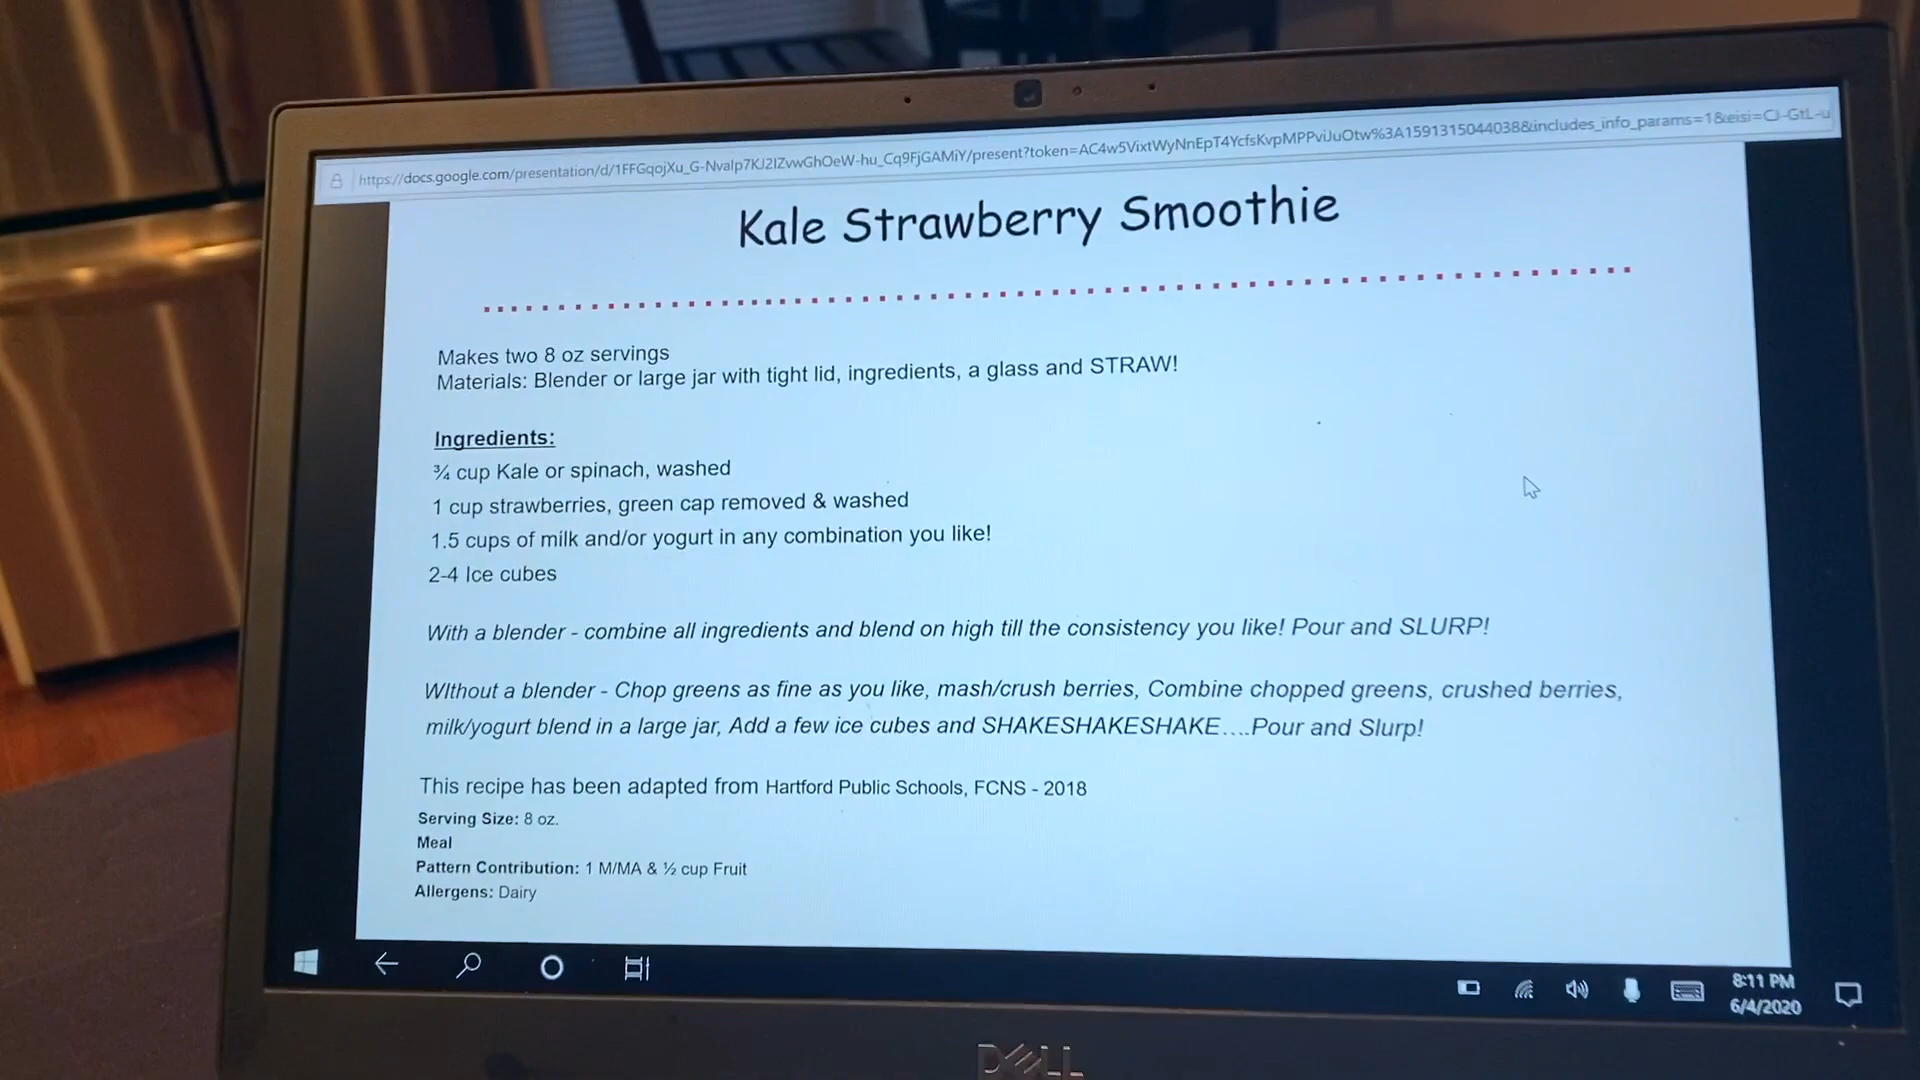 https://docs.google.com/presentation/d/1FFGqojXu_G-Nvalp7KJ2IZvwGhOeW-hu_Cq9FjGAMiY/present?token=AC4w5VixtWyNnEpT4YcfsKvpMPPviJuOtw%3A1591315044038&includes_info_params=1&eisi=CJ-GtL-u
Kale Strawberry Smoothie
Makes two 8 oz servings
Materials: Blender or large jar with tight lid, ingredients, a glass and STRAW!
Ingredients:
¾ cup Kale or spinach, washed
1 cup strawberries, green cap removed & washed
1.5 cups of milk and/or yogurt in any combination you like!
2-4 Ice cubes
With a blender - combine all ingredients and blend on high till the consistency you like! Pour and SLURP!
WIthout a blender - Chop greens as fine as you like, mash/crush berries, Combine chopped greens, crushed berries,
milk/yogurt blend in a large jar, Add a few ice cubes and SHAKESHAKESHAKE....Pour and Slurp!
This recipe has been adapted from Hartford Public Schools, FCNS - 2018
Serving Size: 8 oz.
Meal
Pattern Contribution: 1 M/MA & ½ cup Fruit
Allergens: Dairy
8:11 PM
6/4/2020
DELL